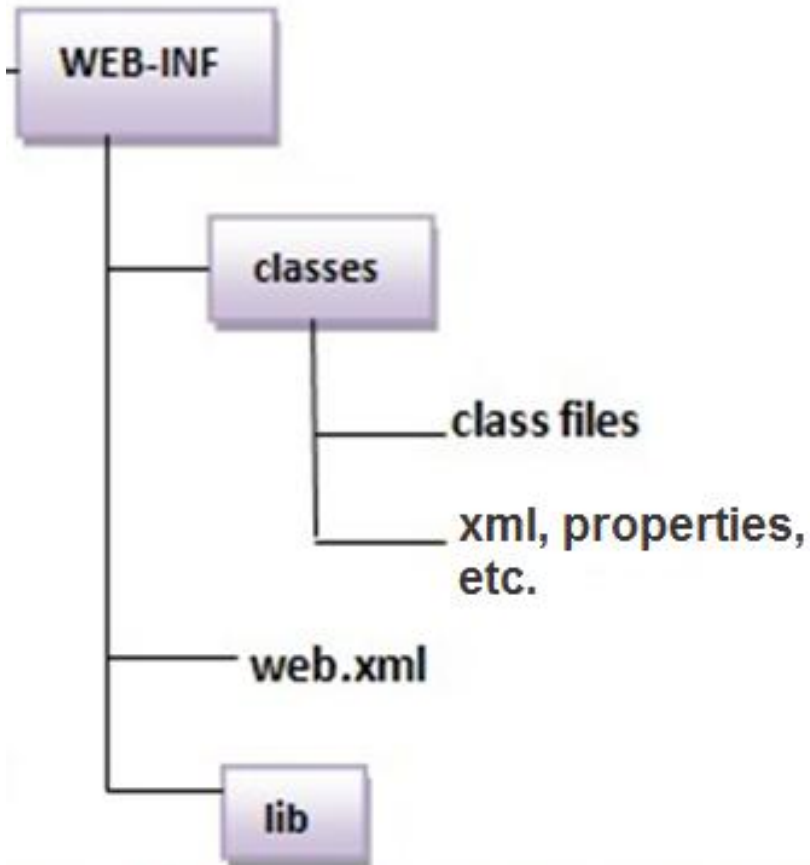 WEB-INF
classes
class files
xml, properties,
etc.
web.xml
lib